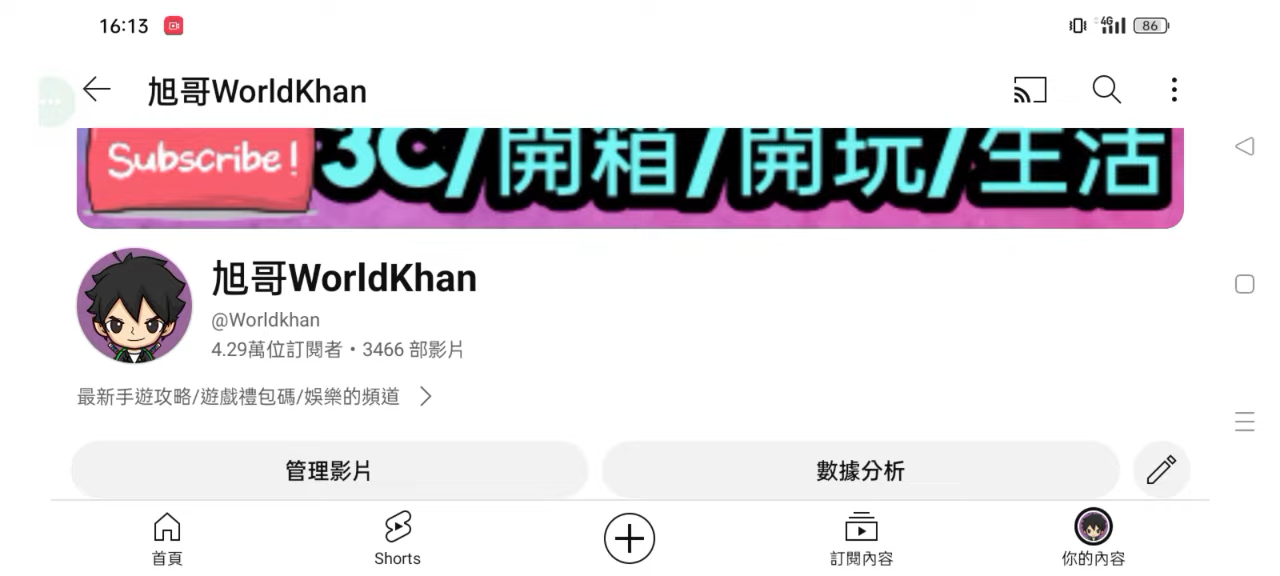 16:13
4G 86
旭哥WorldKhan
Subscribe! 3C/開箱/開玩/生活
旭哥WorldKhan
@Worldkhan
4.29萬位訂閱者・3466 部影片
最新手遊攻略/遊戲禮包碼/娛樂的頻道
管理影片
數據分析
首頁
Shorts
訂閱內容
你的內容